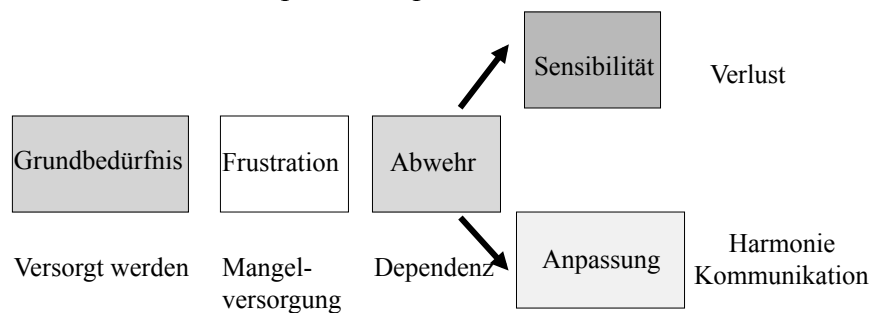 Sensibilität
Verlust
Grundbedürfnis
Frustration
Abwehr
Versorgt werden
Mangel-
versorgung
Dependenz
Anpassung
Harmonie
Kommunikation